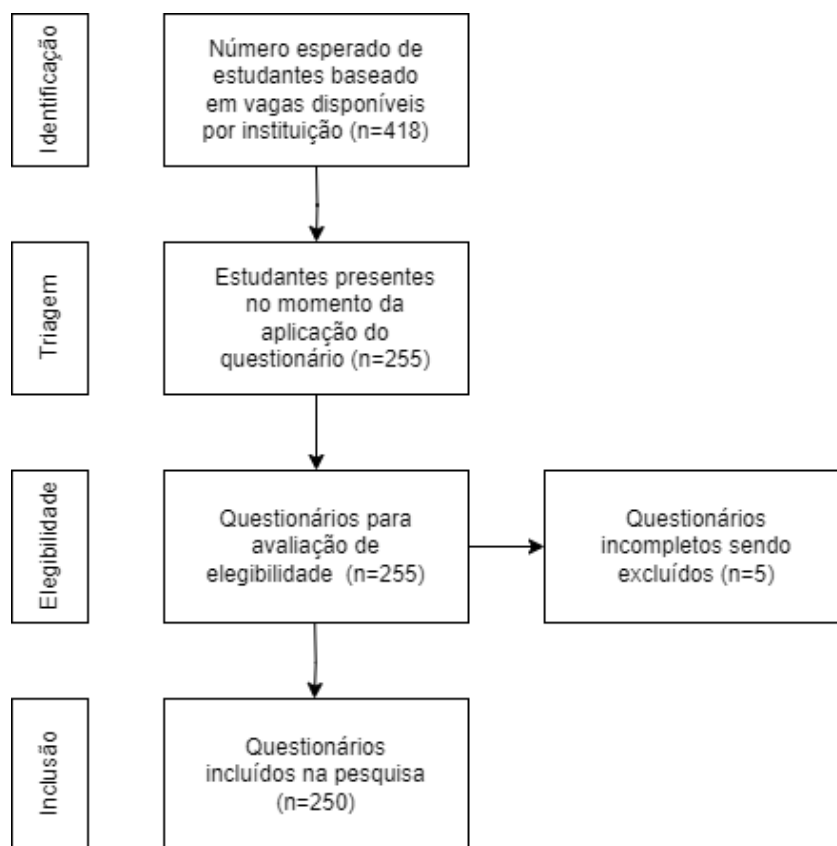 Identificação
Número esperado de
estudantes baseado
em vagas disponíveis
por instituição (n=418)
Triagem
Estudantes presentes
no momento da
aplicação do
questionário (n=255)
Elegibilidade
Questionários para
avaliação de
elegibilidade (n=255)
Questionários
incompletos sendo
excluídos (n=5)
Inclusão
Questionários
incluídos na pesquisa
(n=250)